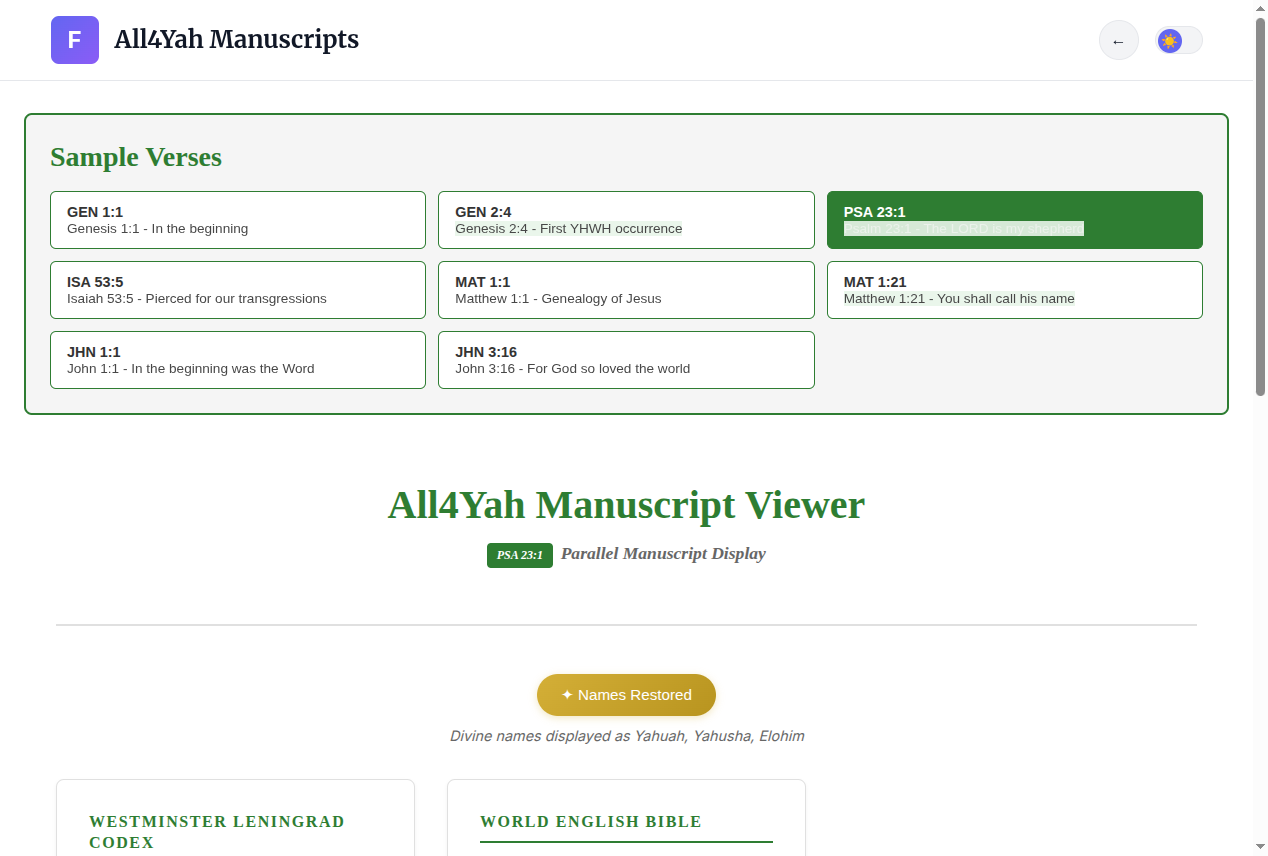 F All4Yah Manuscripts
←
Sample Verses
GEN 1:1
Genesis 1:1 - In the beginning
GEN 2:4
Genesis 2:4 - First YHWH occurrence
PSA 23:1
Psalm 23:1 - The LORD is my shepherd
ISA 53:5
Isaiah 53:5 - Pierced for our transgressions
MAT 1:1
Matthew 1:1 - Genealogy of Jesus
MAT 1:21
Matthew 1:21 - You shall call his name
JHN 1:1
John 1:1 - In the beginning was the Word
JHN 3:16
John 3:16 - For God so loved the world
All4Yah Manuscript Viewer
PSA 23:1 Parallel Manuscript Display
✦ Names Restored
Divine names displayed as Yahuah, Yahusha, Elohim
WESTMINSTER LENINGRAD
CODEX
WORLD ENGLISH BIBLE